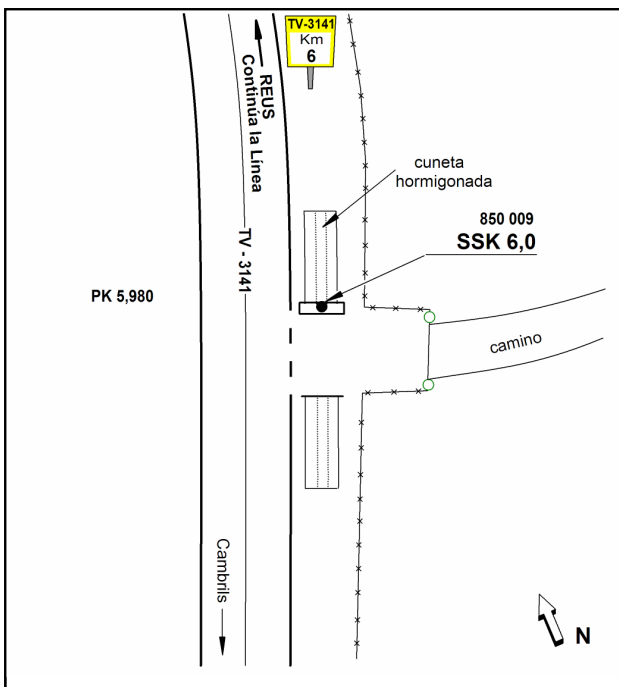 TV-3141
Km
6
REUS
Continúa la Línea
cuneta
hormigonada
850 009
SSK 6,0
TV - 3141
PK 5,980
camino
Cambrils
N